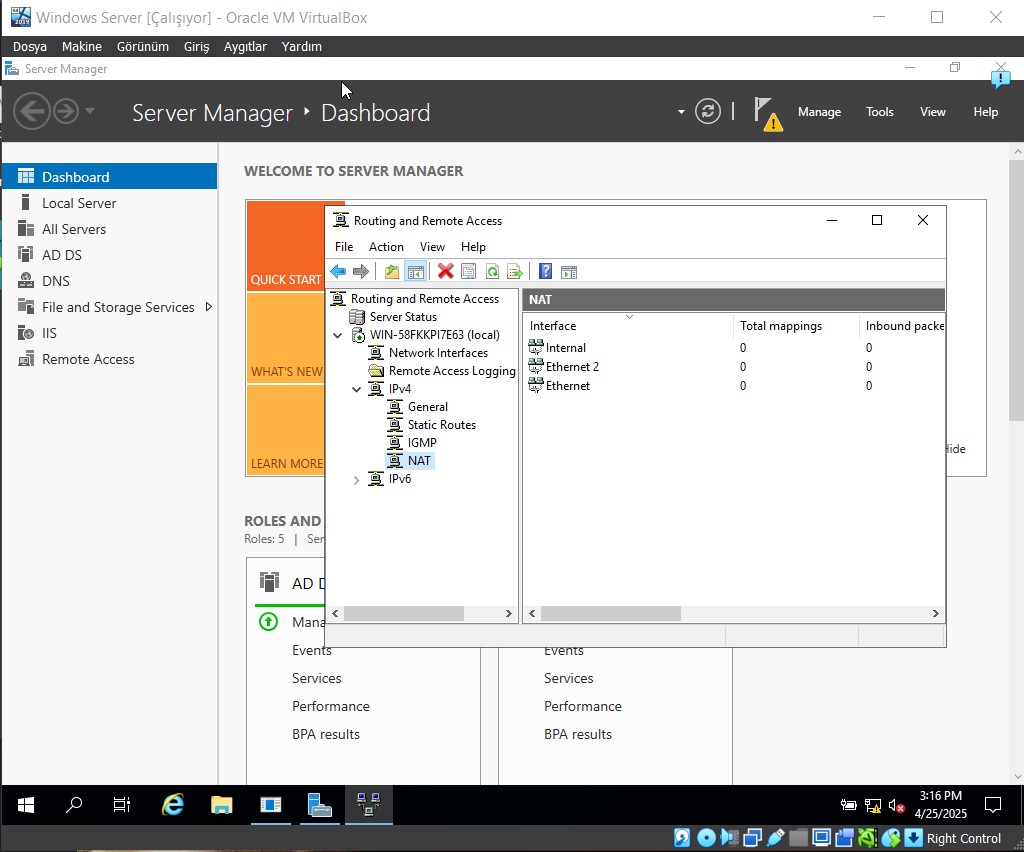 Windows Server [Çalışıyor] - Oracle VM VirtualBox
Dosya Makine Görünüm Giriş Aygıtlar Yardım
Server Manager
Server Manager Dashboard
Manage Tools View Help
Dashboard
Local Server
All Servers
AD DS
DNS
File and Storage Services
IIS
Remote Access
WELCOME TO SERVER MANAGER
QUICK START
WHAT'S NEW
LEARN MORE
Hide
Routing and Remote Access
File Action View Help
Routing and Remote Access
Server Status
WIN-58FKKPI7E63 (local)
Network Interfaces
Remote Access Logging
IPv4
General
Static Routes
IGMP
NAT
IPv6
NAT
Interface Total mappings Inbound packe
Internal 0 0
Ethernet 2 0 0
Ethernet 0 0
ROLES AND
Roles: 5 | Ser
AD D
Mana
Events
Services
Performance
BPA results
Events
Services
Performance
BPA results
3:16 PM
4/25/2025
Right Control